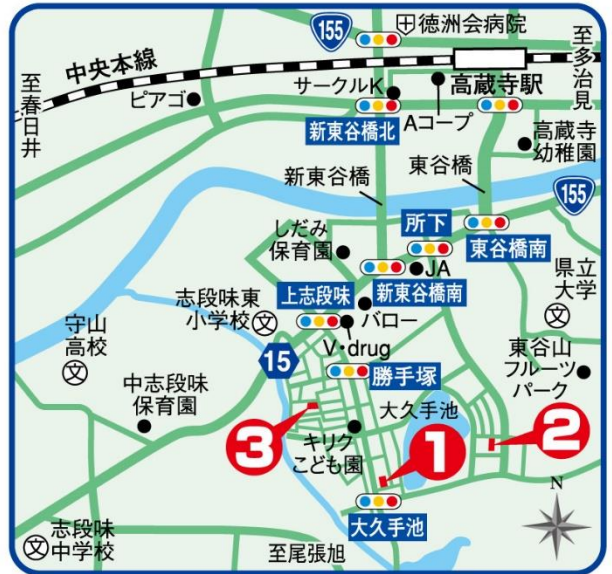 155
徳洲会病院
至多治見
中央本線
至春日井
ピアゴ
サークルK
高蔵寺駅
Aコープ
新東谷橋北
高蔵寺
幼稚園
新東谷橋
東谷橋
155
しだみ
保育園
所下
東谷橋南
JA
新東谷橋南
県立
大学
文
志段味東
小学校
文
上志段味
バロー
V・drug
守山
高校
文
15
勝手塚
東谷山
フルーツ
パーク
中志段味
保育園
大久手池
3
キリク
こども園
1
2
N
大久手池
志段味
中学校
文
至尾張旭